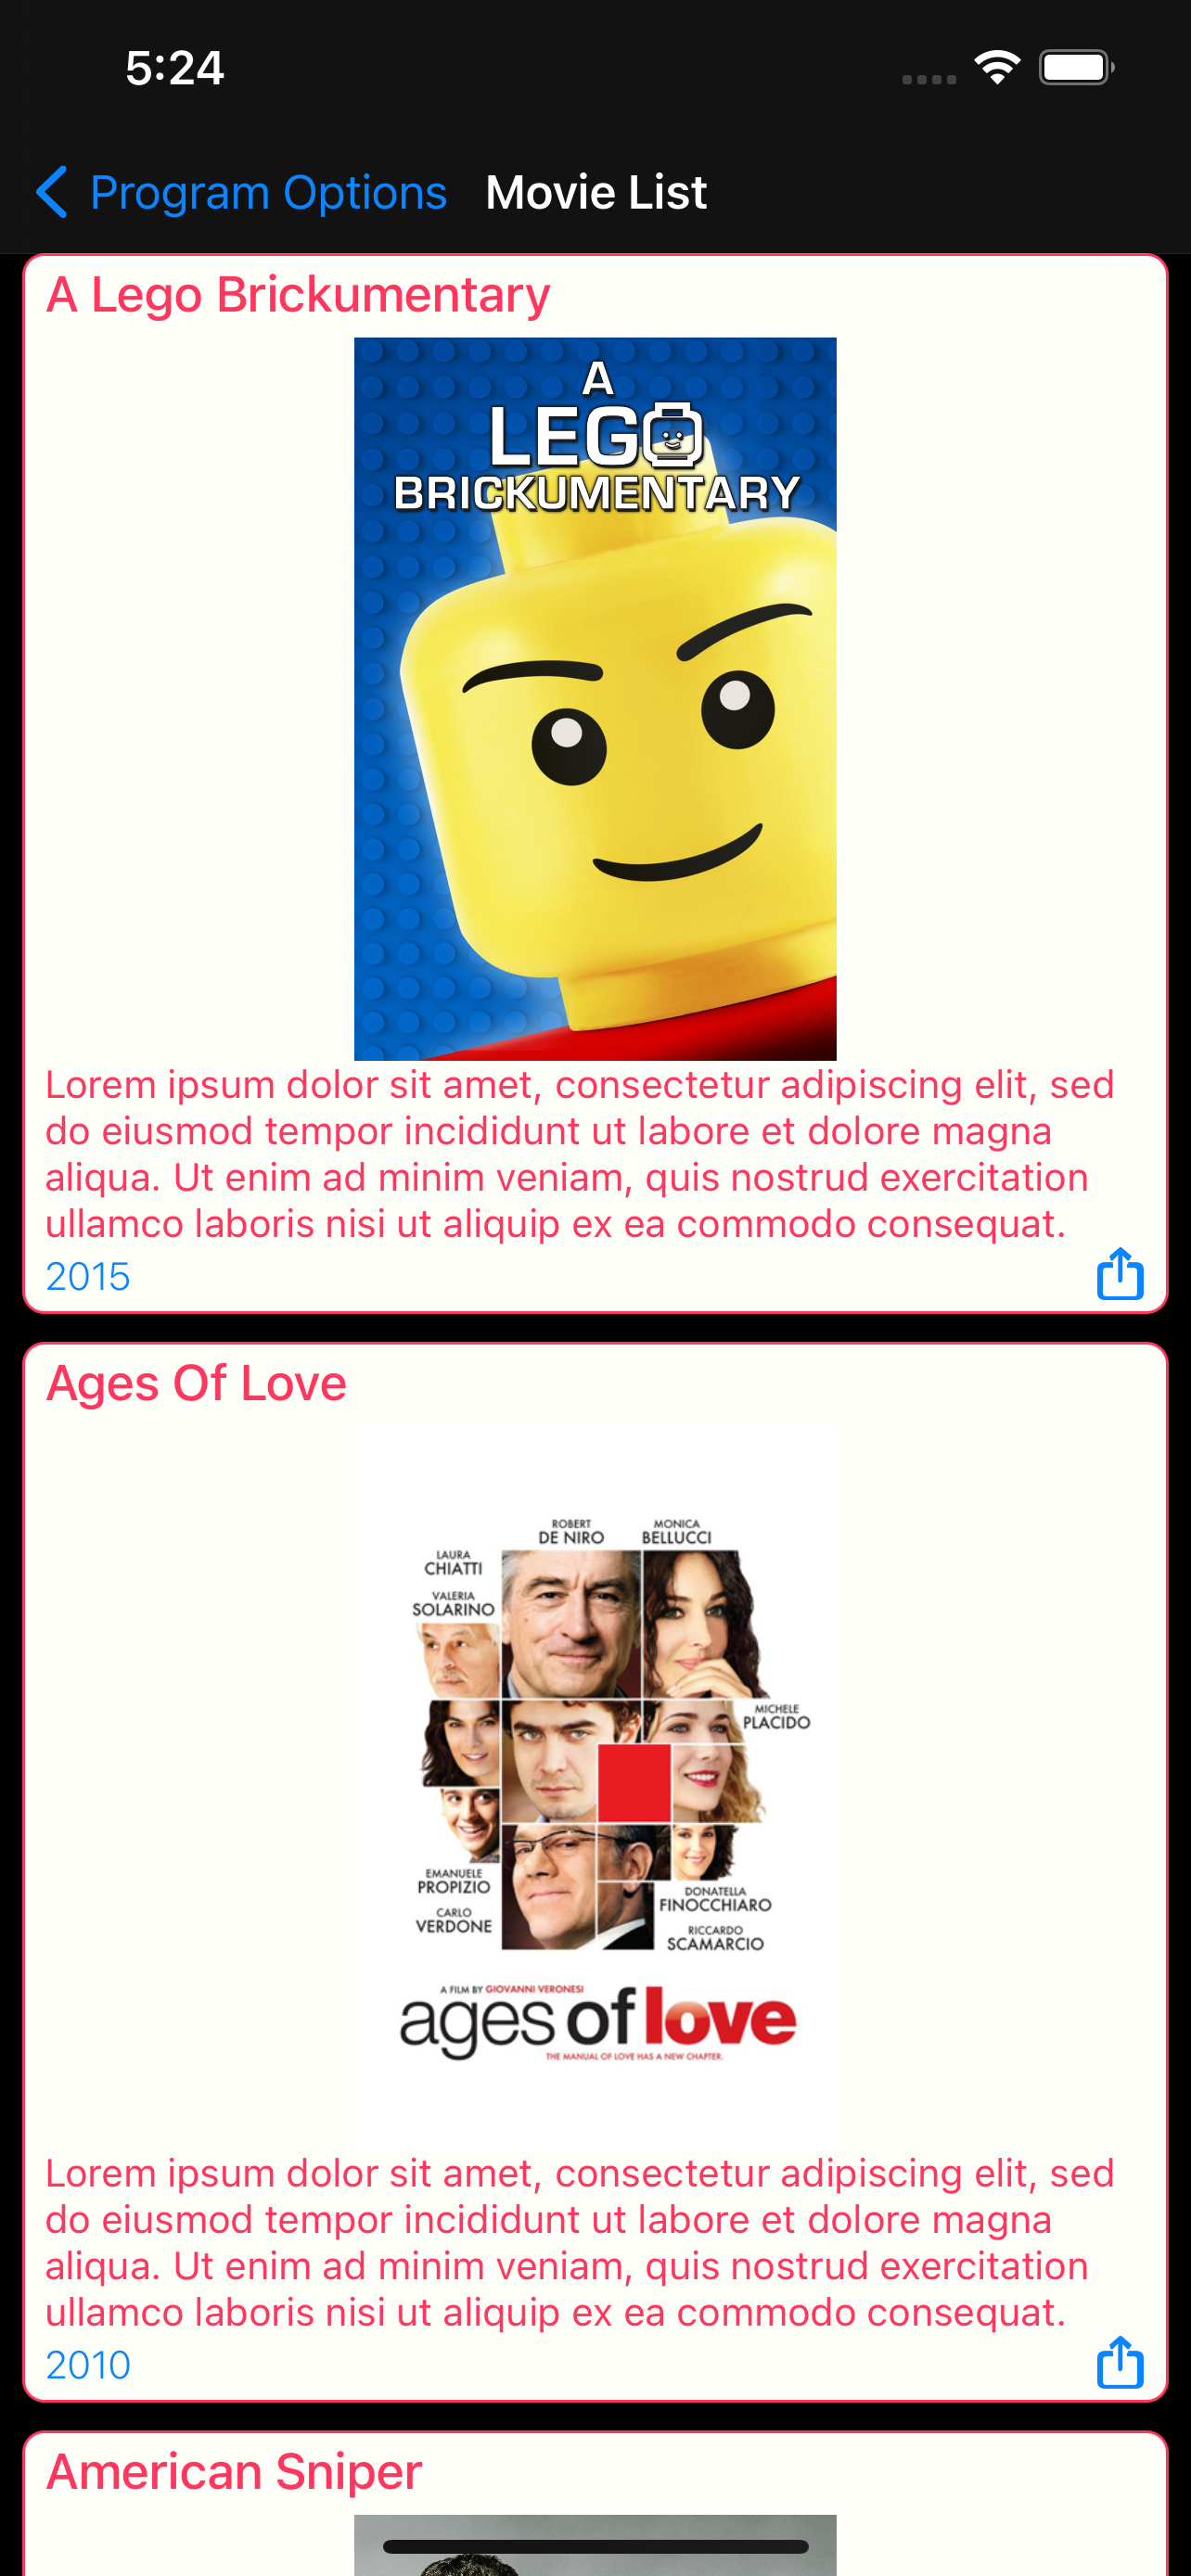 5:24
Program Options Movie List
A Lego Brickumentary
A
LEGO
BRICKUMENTARY
Lorem ipsum dolor sit amet, consectetur adipiscing elit, sed
do eiusmod tempor incididunt ut labore et dolore magna
aliqua. Ut enim ad minim veniam, quis nostrud exercitation
ullamco laboris nisi ut aliquip ex ea commodo consequat.
2015
Ages Of Love
ROBERT
DE NIRO
MONICA
BELLUCCI
LAURA
CHIATTI
VALERIA
SOLARINO
MICHELE
PLACIDO
EMANUELE
PROPIZIO
CARLO
VERDONE
DONATELLA
FINOCCHIARO
RICCARDO
SCAMARCIO
A FILM BY GIOVANNI VERONESI
ages of love
THE MANUAL OF LOVE HAS A NEW CHAPTER.
Lorem ipsum dolor sit amet, consectetur adipiscing elit, sed
do eiusmod tempor incididunt ut labore et dolore magna
aliqua. Ut enim ad minim veniam, quis nostrud exercitation
ullamco laboris nisi ut aliquip ex ea commodo consequat.
2010
American Sniper